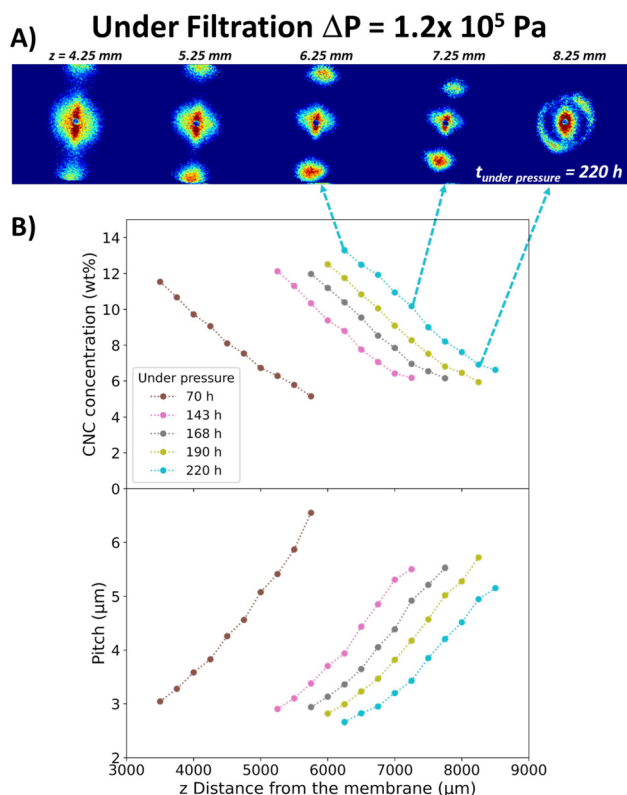 Under Filtration ΔP = 1.2x 10⁵ Pa
A)
z = 4.25 mm 5.25 mm 6.25 mm 7.25 mm 8.25 mm
t_under pressure = 220 h
B)
CNC concentration (wt%)
14
12
10
8
6
4
2
0
Under pressure
70 h
143 h
168 h
190 h
220 h
Pitch (μm)
6
5
4
3
2
3000 4000 5000 6000 7000 8000 9000
z Distance from the membrane (μm)